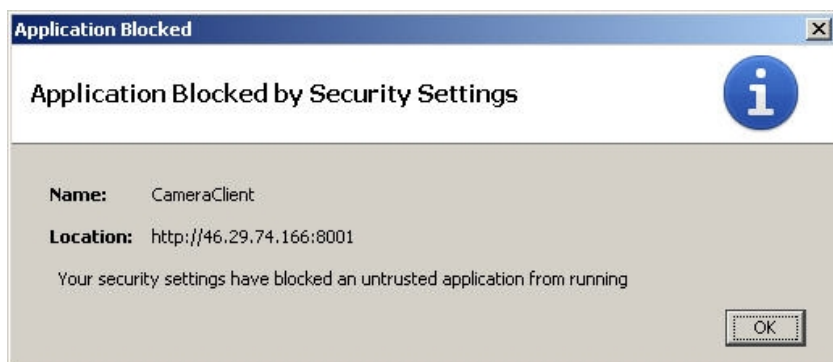 Application Blocked
Application Blocked by Security Settings
Name: CameraClient
Location: http://46.29.74.166:8001
Your security settings have blocked an untrusted application from running
OK